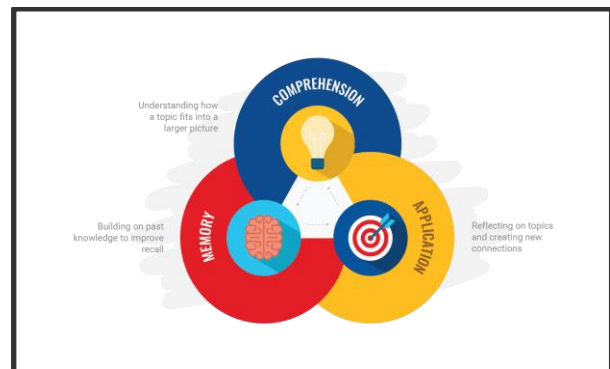 COMPREHENSION
Understanding how
a topic fits into a
larger picture
MEMORY
Building on past
knowledge to improve
recall
APPLICATION
Reflecting on topics
and creating new
connections